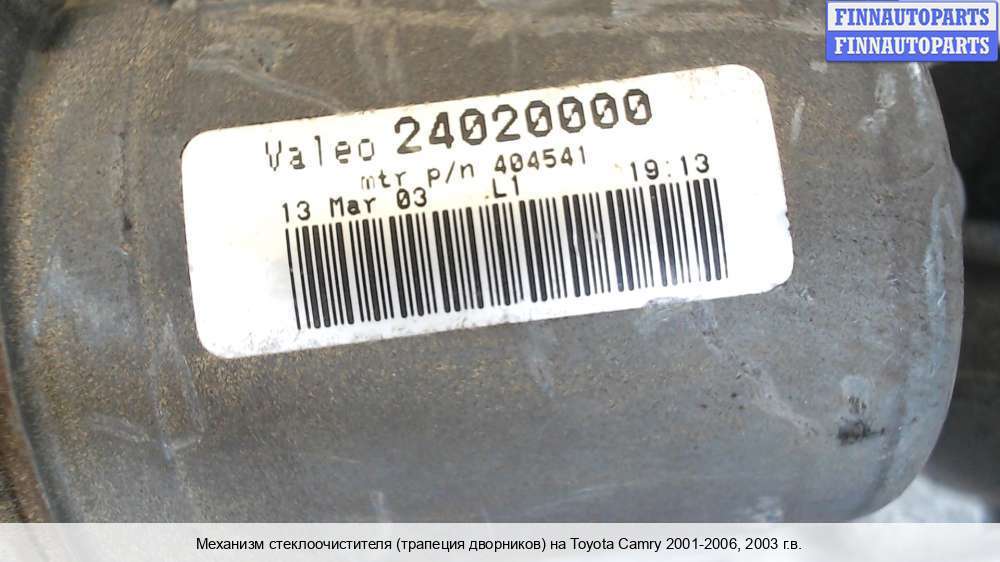 FINNAUTOPARTS
FINNAUTOPARTS
Valeo 24020000
mtr p/n 404541
13 Mar 03 L1 19:13
Механизм стеклоочистителя (трапеция дворников) на Toyota Camry 2001-2006, 2003 г.в.